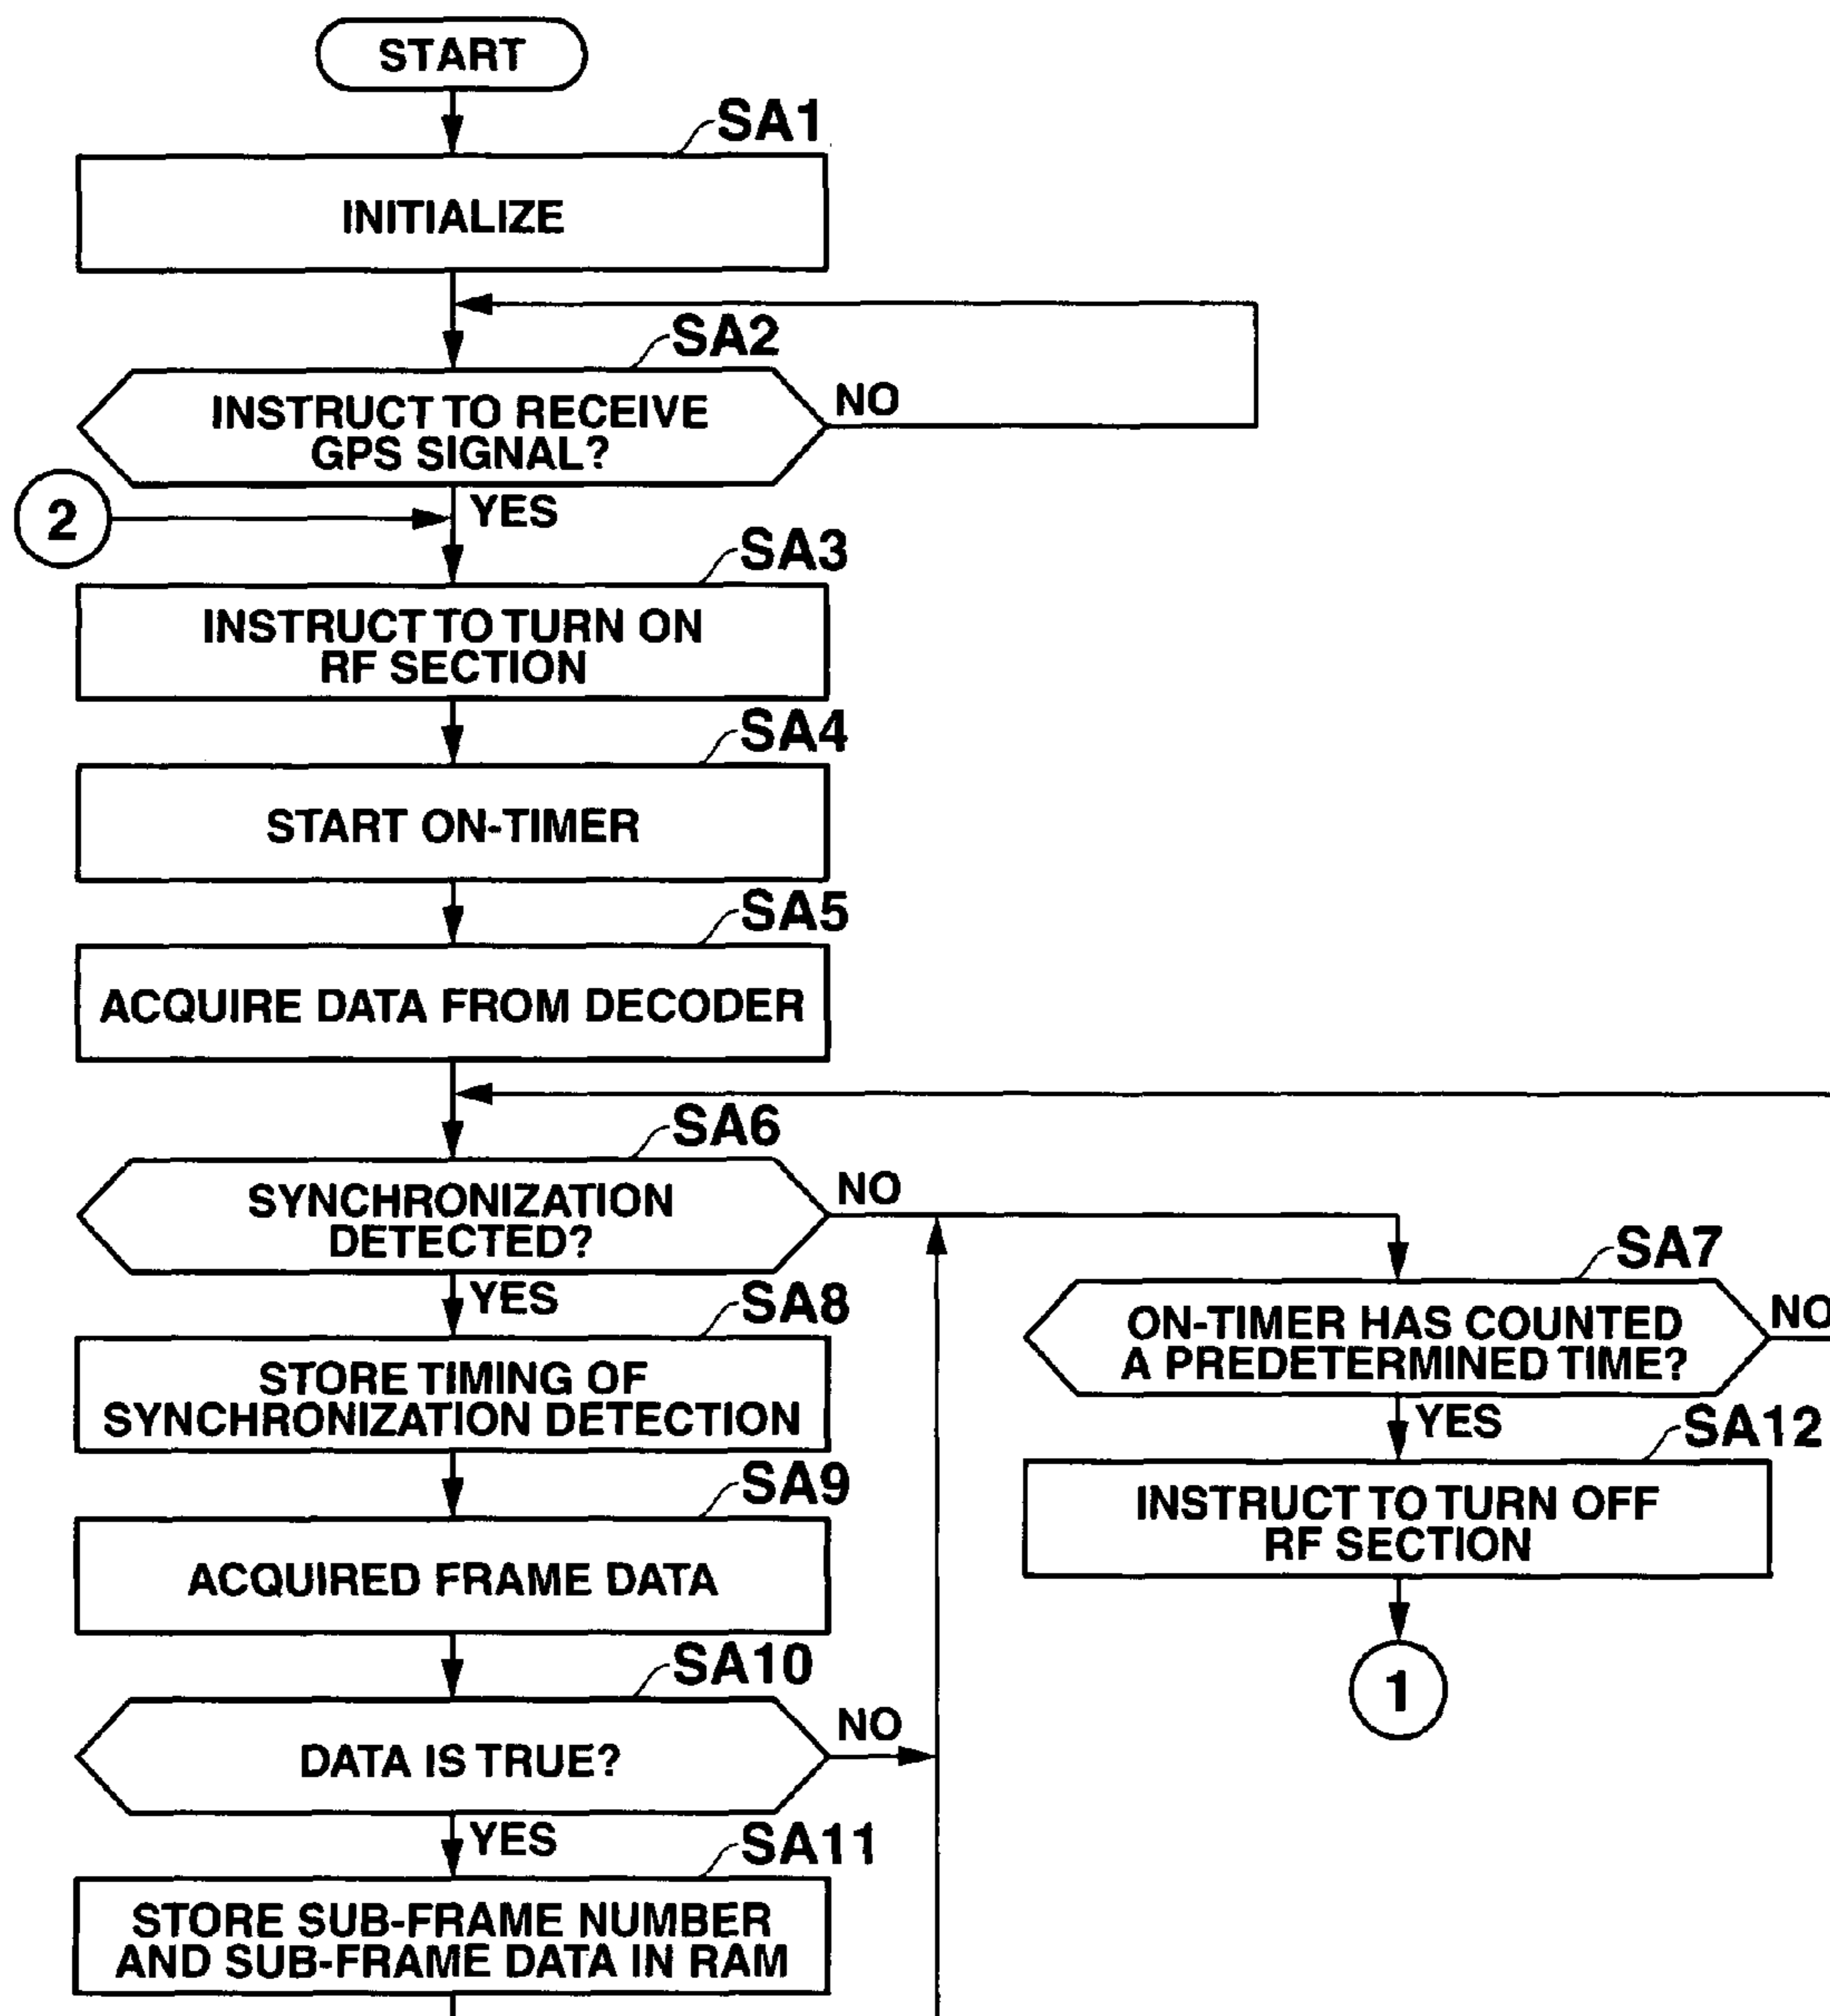 START
SA1
INITIALIZE
SA2
INSTRUCT TO RECEIVE
GPS SIGNAL?
NO
2
YES
SA3
INSTRUCT TO TURN ON
RF SECTION
SA4
START ON-TIMER
SA5
ACQUIRE DATA FROM DECODER
SA6
SYNCHRONIZATION
DETECTED?
NO
YES
SA7
ON-TIMER HAS COUNTED
A PREDETERMINED TIME?
NO
YES
SA8
STORE TIMING OF
SYNCHRONIZATION DETECTION
SA12
INSTRUCT TO TURN OFF
RF SECTION
1
SA9
ACQUIRED FRAME DATA
SA10
DATA IS TRUE?
NO
YES
SA11
STORE SUB-FRAME NUMBER
AND SUB-FRAME DATA IN RAM